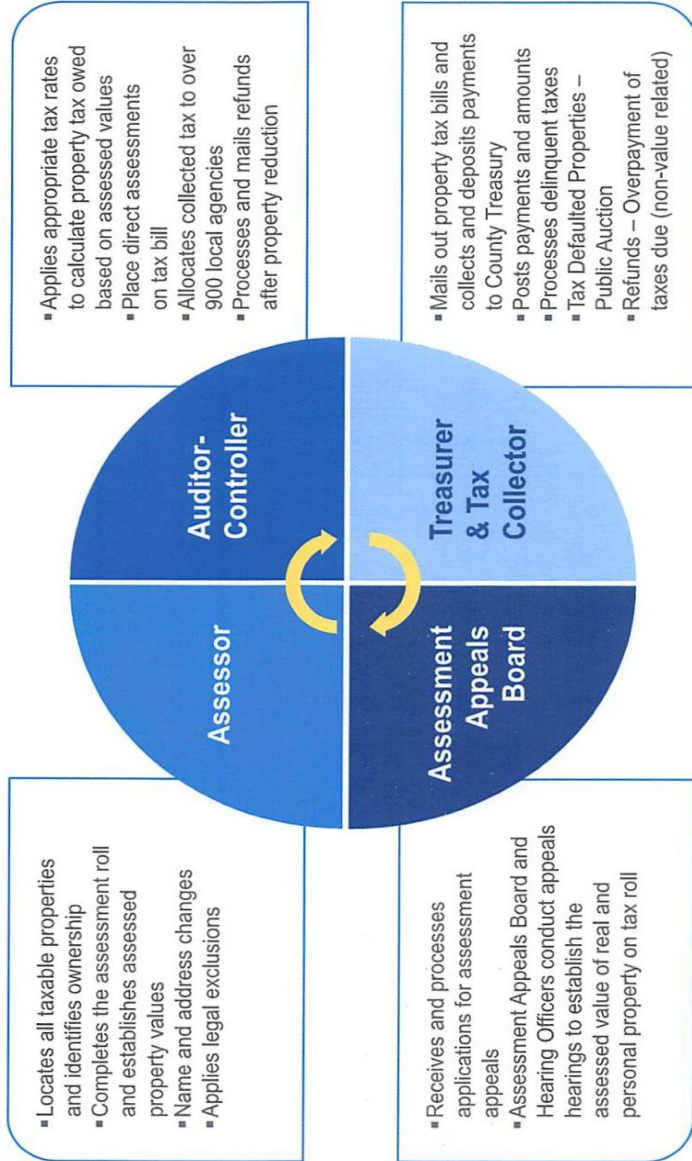 Locates all taxable properties
and identifies ownership
Completes the assessment roll
and establishes assessed
property values
Name and address changes
Applies legal exclusions
Assessor
Auditor-
Controller
Applies appropriate tax rates
to calculate property tax owed
based on assessed values
Place direct assessments
on tax bill
Allocates collected tax to over
900 local agencies
Processes and mails refunds
after property reduction
Receives and processes
applications for assessment
appeals
Assessment Appeals Board and
Hearing Officers conduct appeals
hearings to establish the
assessed value of real and
personal property on tax roll
Assessment
Appeals
Board
Treasurer
& Tax
Collector
Mails out property tax bills and
collects and deposits payments
to County Treasury
Posts payments and amounts
Processes delinquent taxes
Tax Defaulted Properties –
Public Auction
Refunds – Overpayment of
taxes due (non-value related)